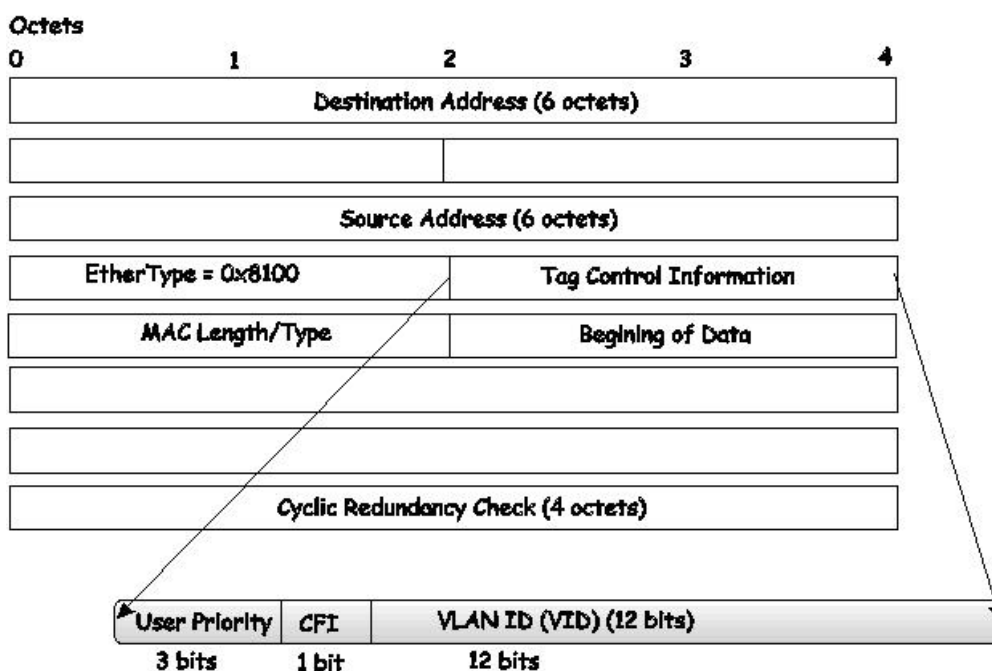 Octets
0 1 2 3 4
Destination Address (6 octets)
Source Address (6 octets)
EtherType = 0x8100 Tag Control Information
MAC Length/Type Begining of Data
Cyclic Redundancy Check (4 octets)
User Priority CFI VLAN ID (VID) (12 bits)
3 bits 1 bit 12 bits